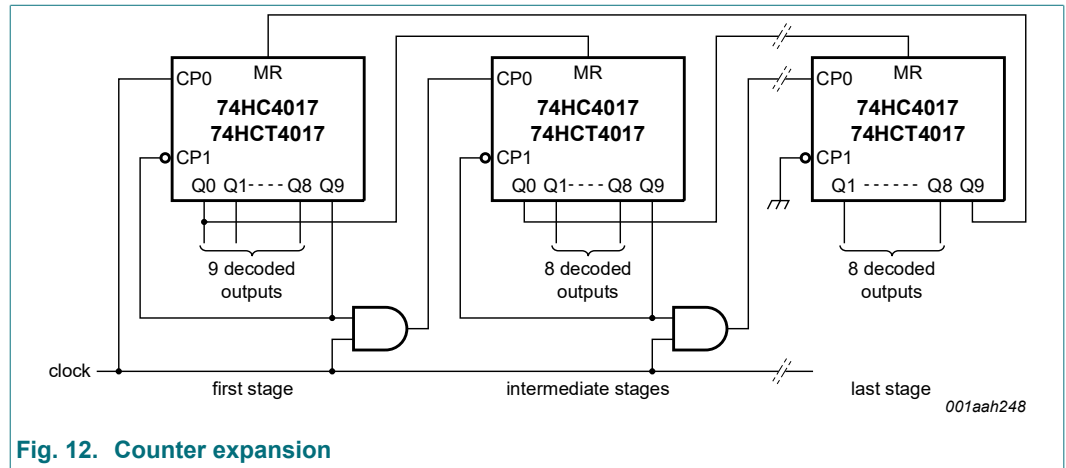 CP0 MR
74HC4017
74HCT4017
CP1
Q0 Q1 - - - - Q8 Q9
9 decoded
outputs
CP0 MR
74HC4017
74HCT4017
CP1
Q0 Q1 - - - - Q8 Q9
8 decoded
outputs
CP0 MR
74HC4017
74HCT4017
CP1
Q1 - - - - - - Q8 Q9
8 decoded
outputs
clock
first stage
intermediate stages
last stage
001aah248
Fig. 12. Counter expansion